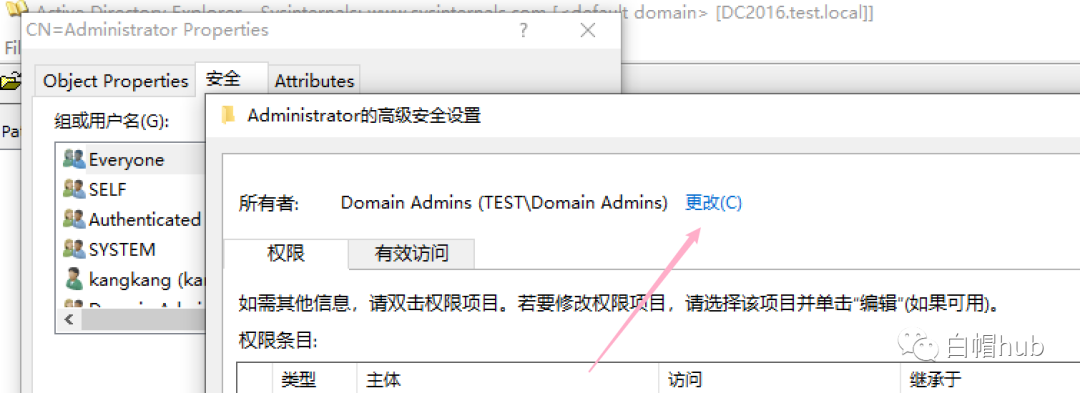 Active Directory Explorer - Sysinternals: www.sysinternals.com [<default domain> [DC2016.test.local]]
CN=Administrator Properties
?
Object Properties
安全
Attributes
组或用户名(G):
Everyone
SELF
Authenticated
SYSTEM
kangkang (kan
Administrator的高级安全设置
所有者:
Domain Admins (TEST\Domain Admins)
更改(C)
权限
有效访问
如需其他信息，请双击权限项目。若要修改权限项目，请选择该项目并单击“编辑”(如果可用)。
权限条目:
类型
主体
访问
继承于
白帽hub